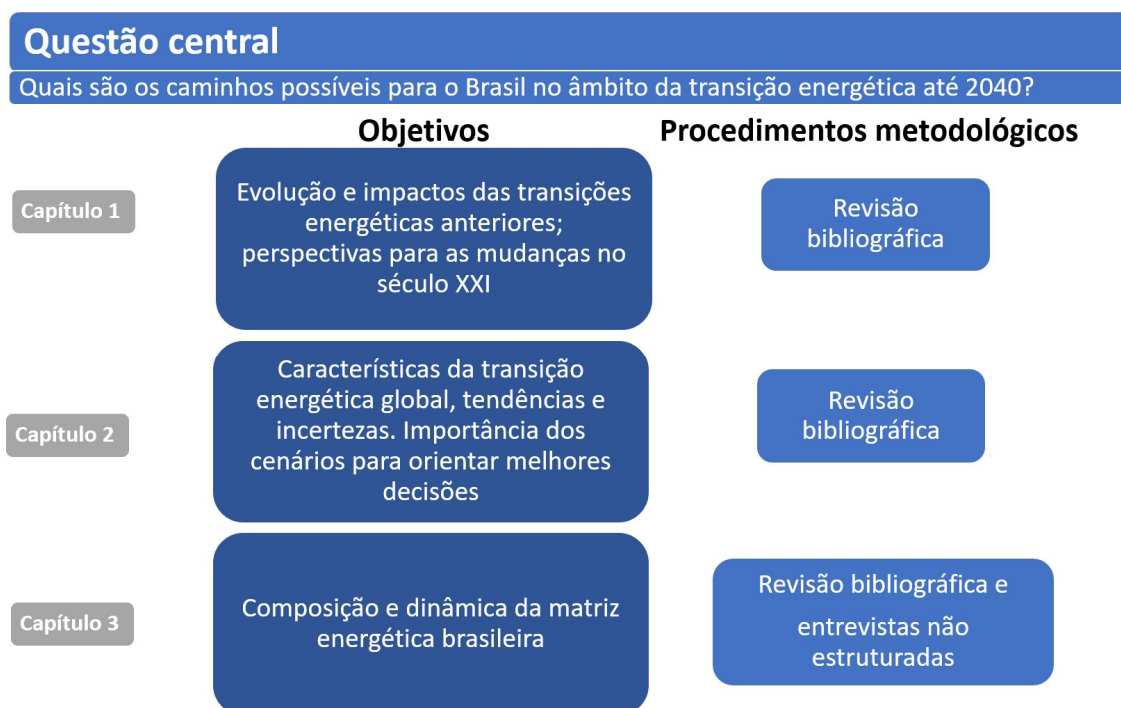 Questão central
Quais são os caminhos possíveis para o Brasil no âmbito da transição energética até 2040?
Objetivos
Procedimentos metodológicos
Capítulo 1
Evolução e impactos das transições
energéticas anteriores;
perspectivas para as mudanças no
século XXI
Revisão
bibliográfica
Capítulo 2
Características da transição
energética global, tendências e
incertezas. Importância dos
cenários para orientar melhores
decisões
Revisão
bibliográfica
Capítulo 3
Composição e dinâmica da matriz
energética brasileira
Revisão bibliográfica e
entrevistas não
estruturadas